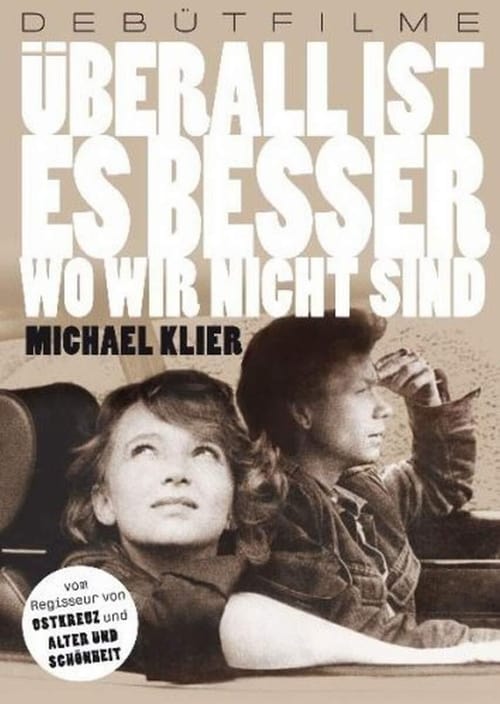 DEBÜTFILME
ÜBERALL IST
ES BESSER
WO WIR NICHT SIND
MICHAEL KLIER
vom
Regisseur von
OSTKREUZ und
ALTER UND
SCHÖNHEIT